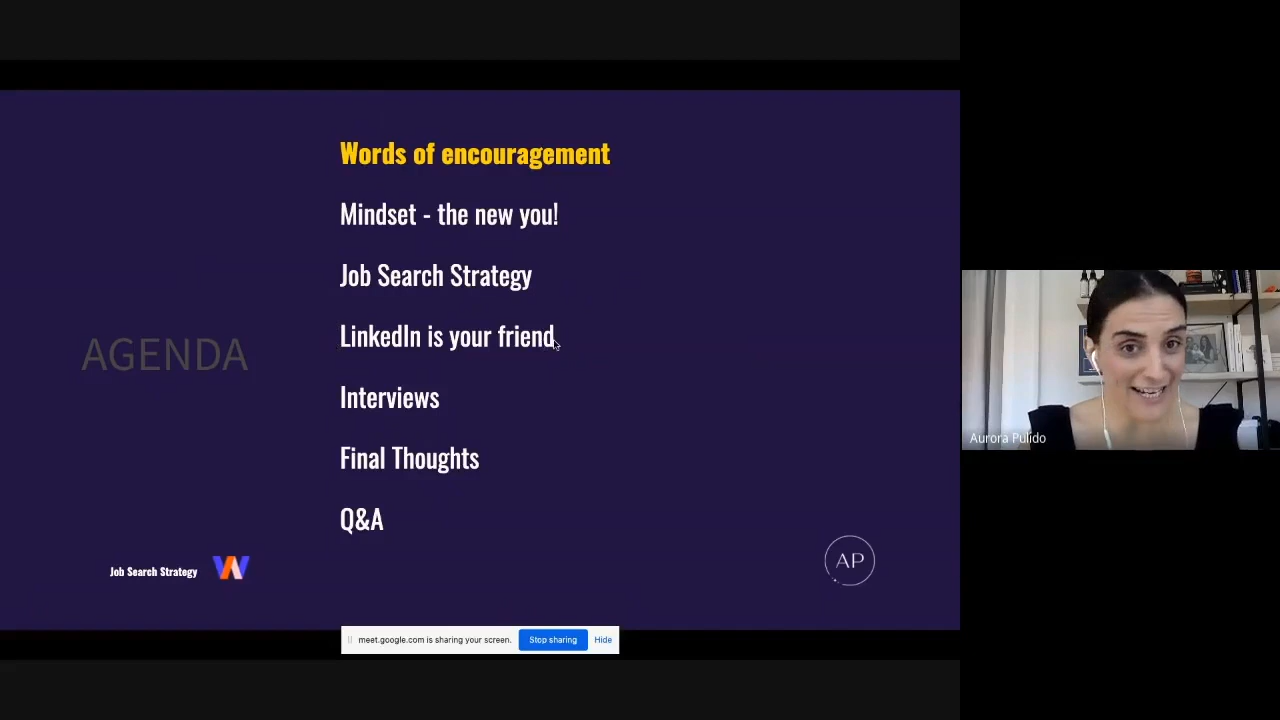 Words of encouragement
Mindset - the new you!
Job Search Strategy
LinkedIn is your friend
AGENDA
Interviews
Final Thoughts
Q&A
Job Search Strategy
AP
Aurora Pulido
meet.google.com is sharing your screen.
Stop sharing
Hide